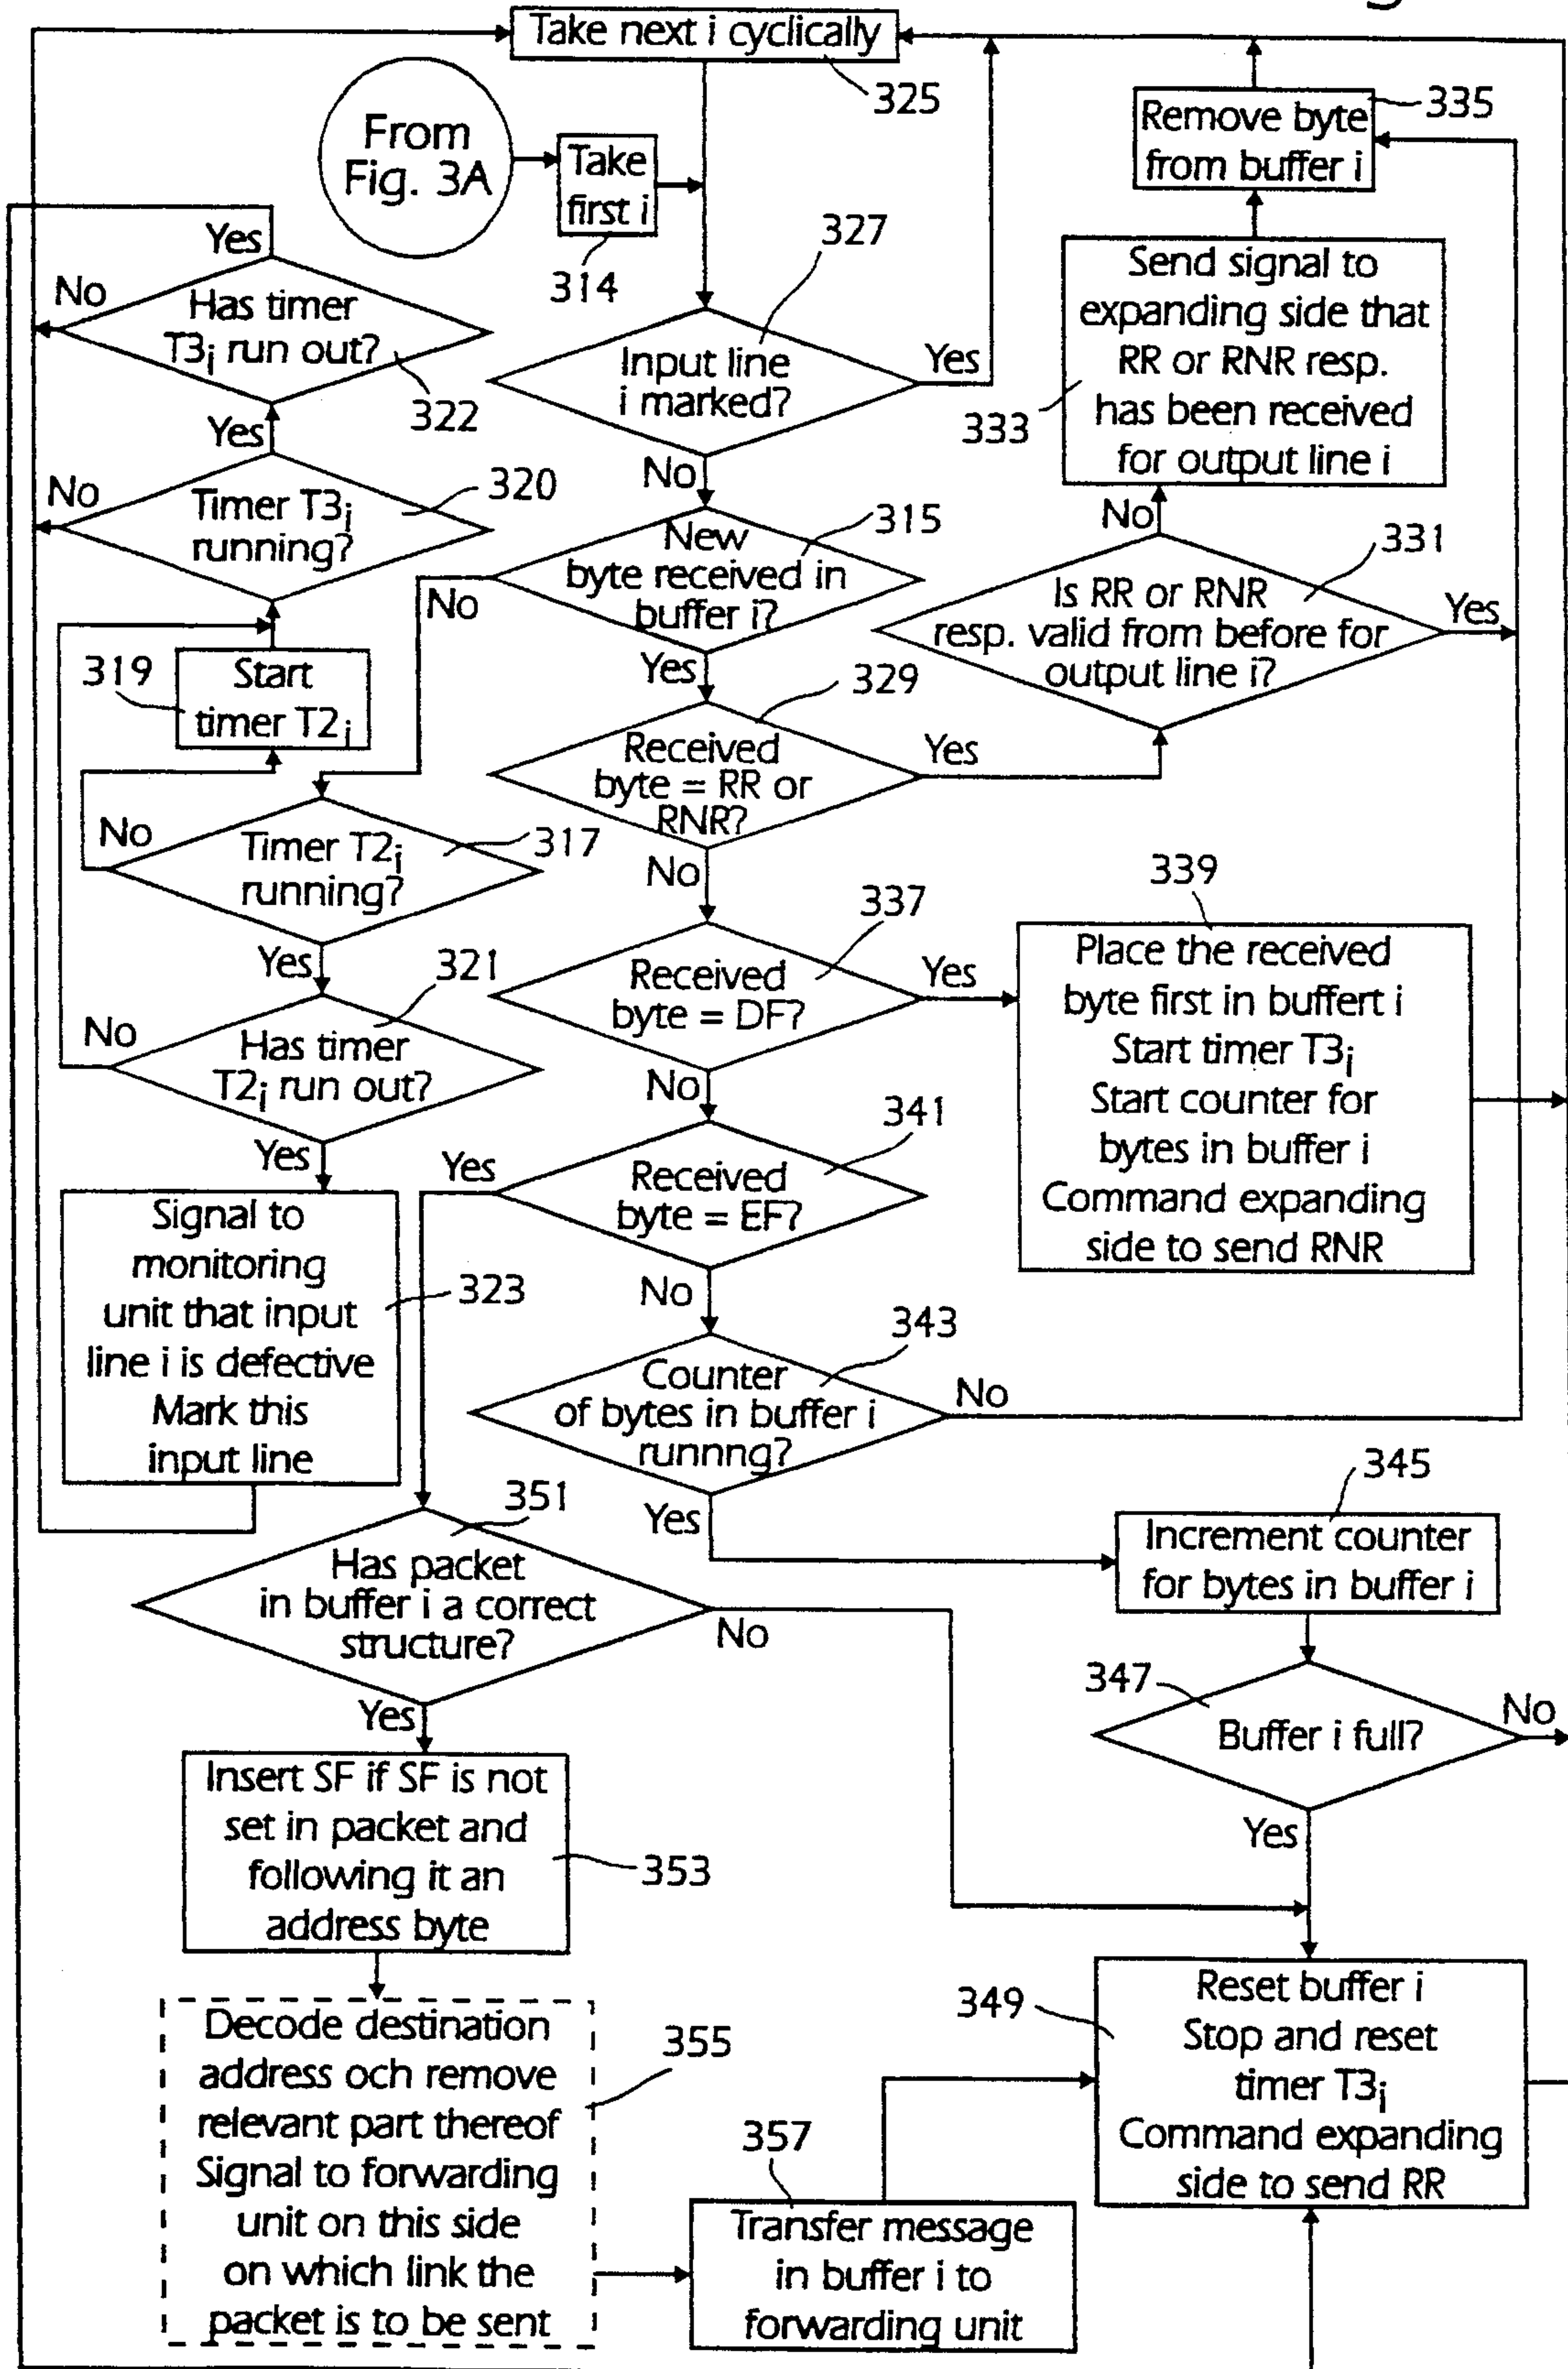 g
Take next i cyclically
325
From
Fig. 3A
Take
first i
314
335
Remove byte
from buffer i
327
Yes
No
Has timer
T3i run out?
322
Input line
i marked?
Yes
Send signal to
expanding side that
RR or RNR resp.
has been received
for output line i
333
Yes
No
No
Timer T3i
running?
320
New
byte received in
buffer i?
315
No
No
331
Is RR or RNR
resp. valid from before for
output line i?
Yes
Start
timer T2i
319
Yes
329
Received
byte = RR or
RNR?
Yes
No
Timer T2i
running?
317
No
339
337
Yes
321
Received
byte = DF?
Yes
Place the received
byte first in buffert i
Start timer T3i
Start counter for
bytes in buffer i
Command expanding
side to send RNR
No
Has timer
T2i run out?
No
341
Yes
Yes
Received
byte = EF?
Signal to
monitoring
unit that input
line i is defective
Mark this
input line
323
No
343
Counter
of bytes in buffer i
runnng?
No
345
351
Yes
Increment counter
for bytes in buffer i
Has packet
in buffer i a correct
structure?
No
347
Buffer i full?
No
Yes
Yes
Insert SF if SF is not
set in packet and
following it an
address byte
353
Decode destination
address och remove
relevant part thereof
Signal to forwarding
unit on this side
on which link the
packet is to be sent
355
349
Reset buffer i
Stop and reset
timer T3i
Command expanding
side to send RR
357
Transfer message
in buffer i to
forwarding unit